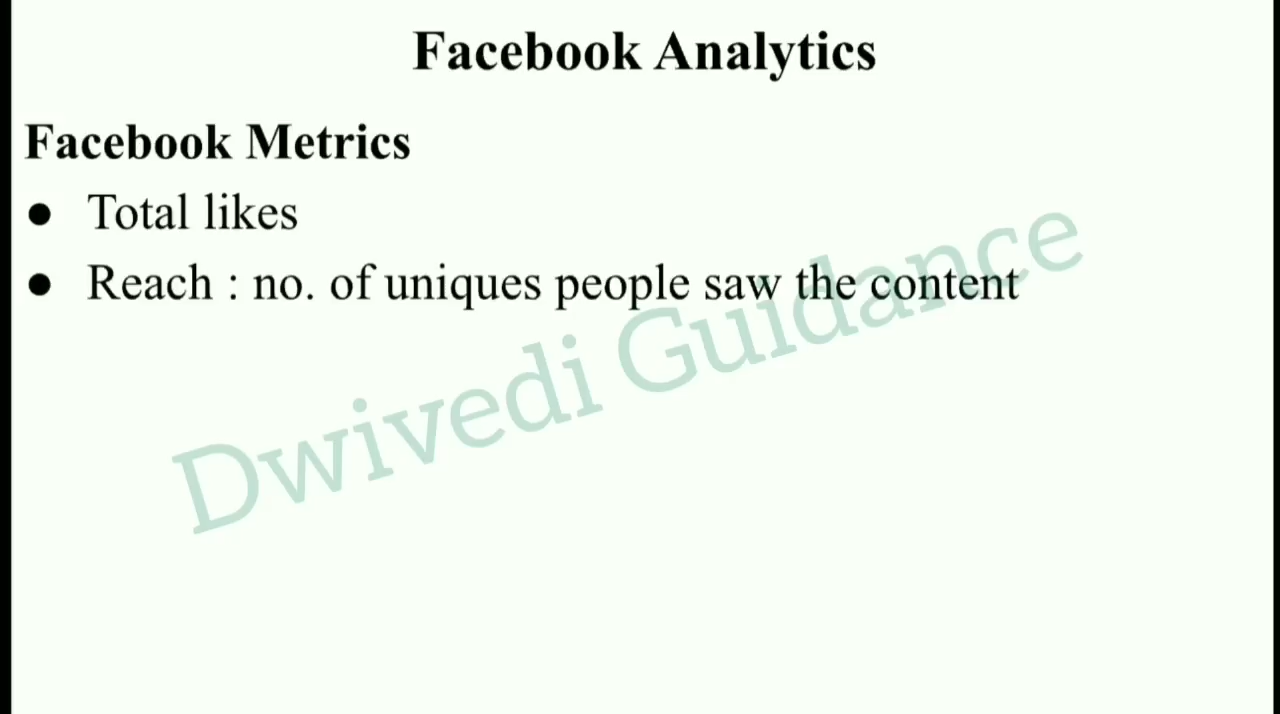 Facebook Analytics
Facebook Metrics
● Total likes
● Reach : no. of uniques people saw the content
Dwivedi Guidance